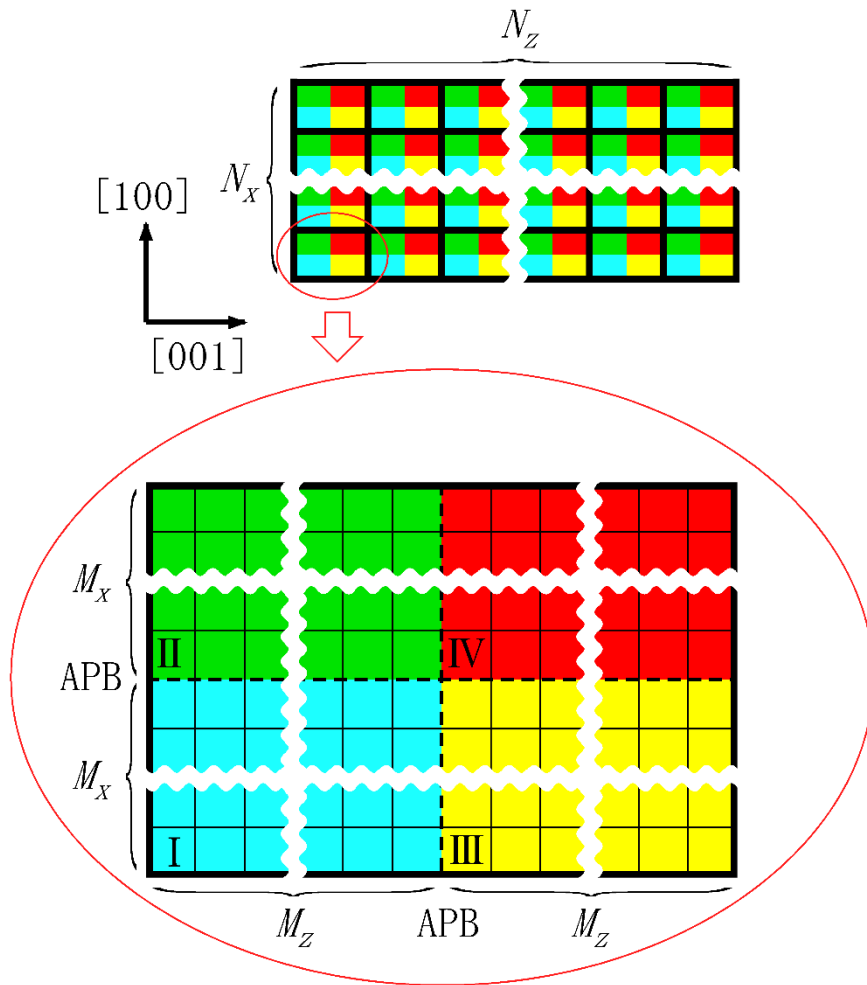 N_Z
N_X
[100]
[001]
M_X
II
IV
APB
M_X
I
III
M_Z
APB
M_Z